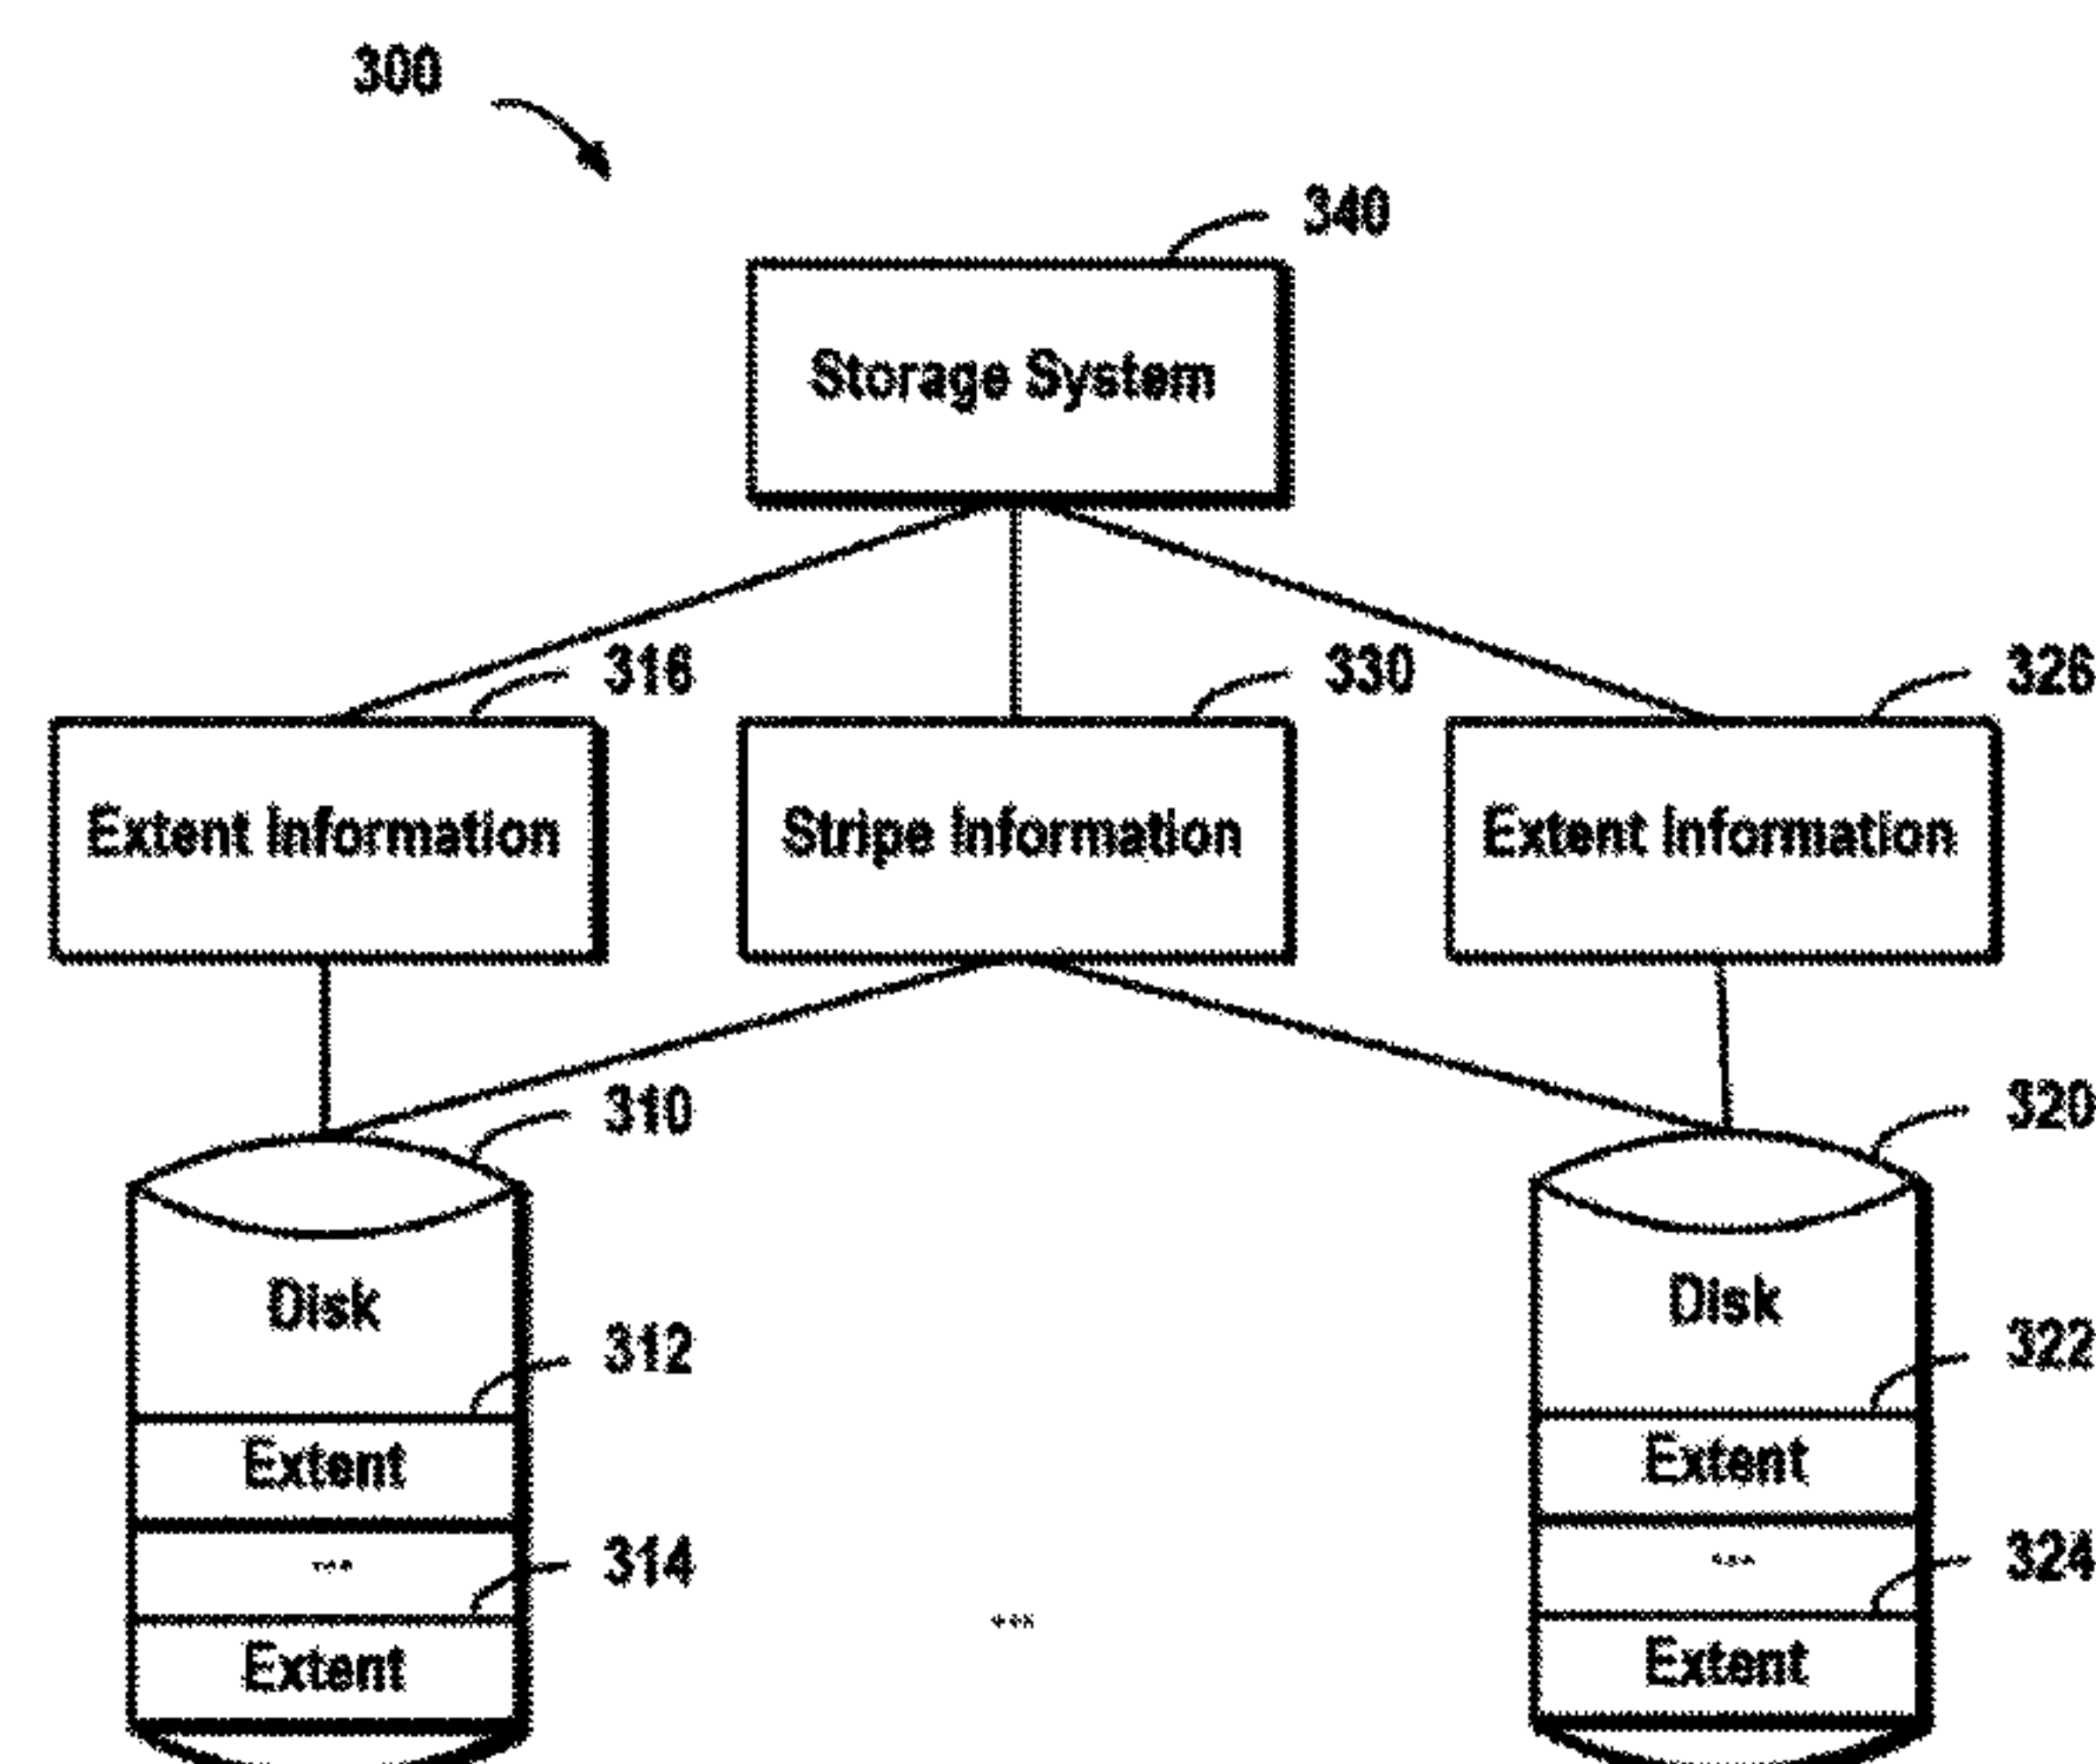 300
340
Storage System
316
330
326
Extent Information
Stripe Information
Extent Information
310
320
Disk
Disk
312
322
Extent
Extent
...
...
314
324
...
Extent
Extent